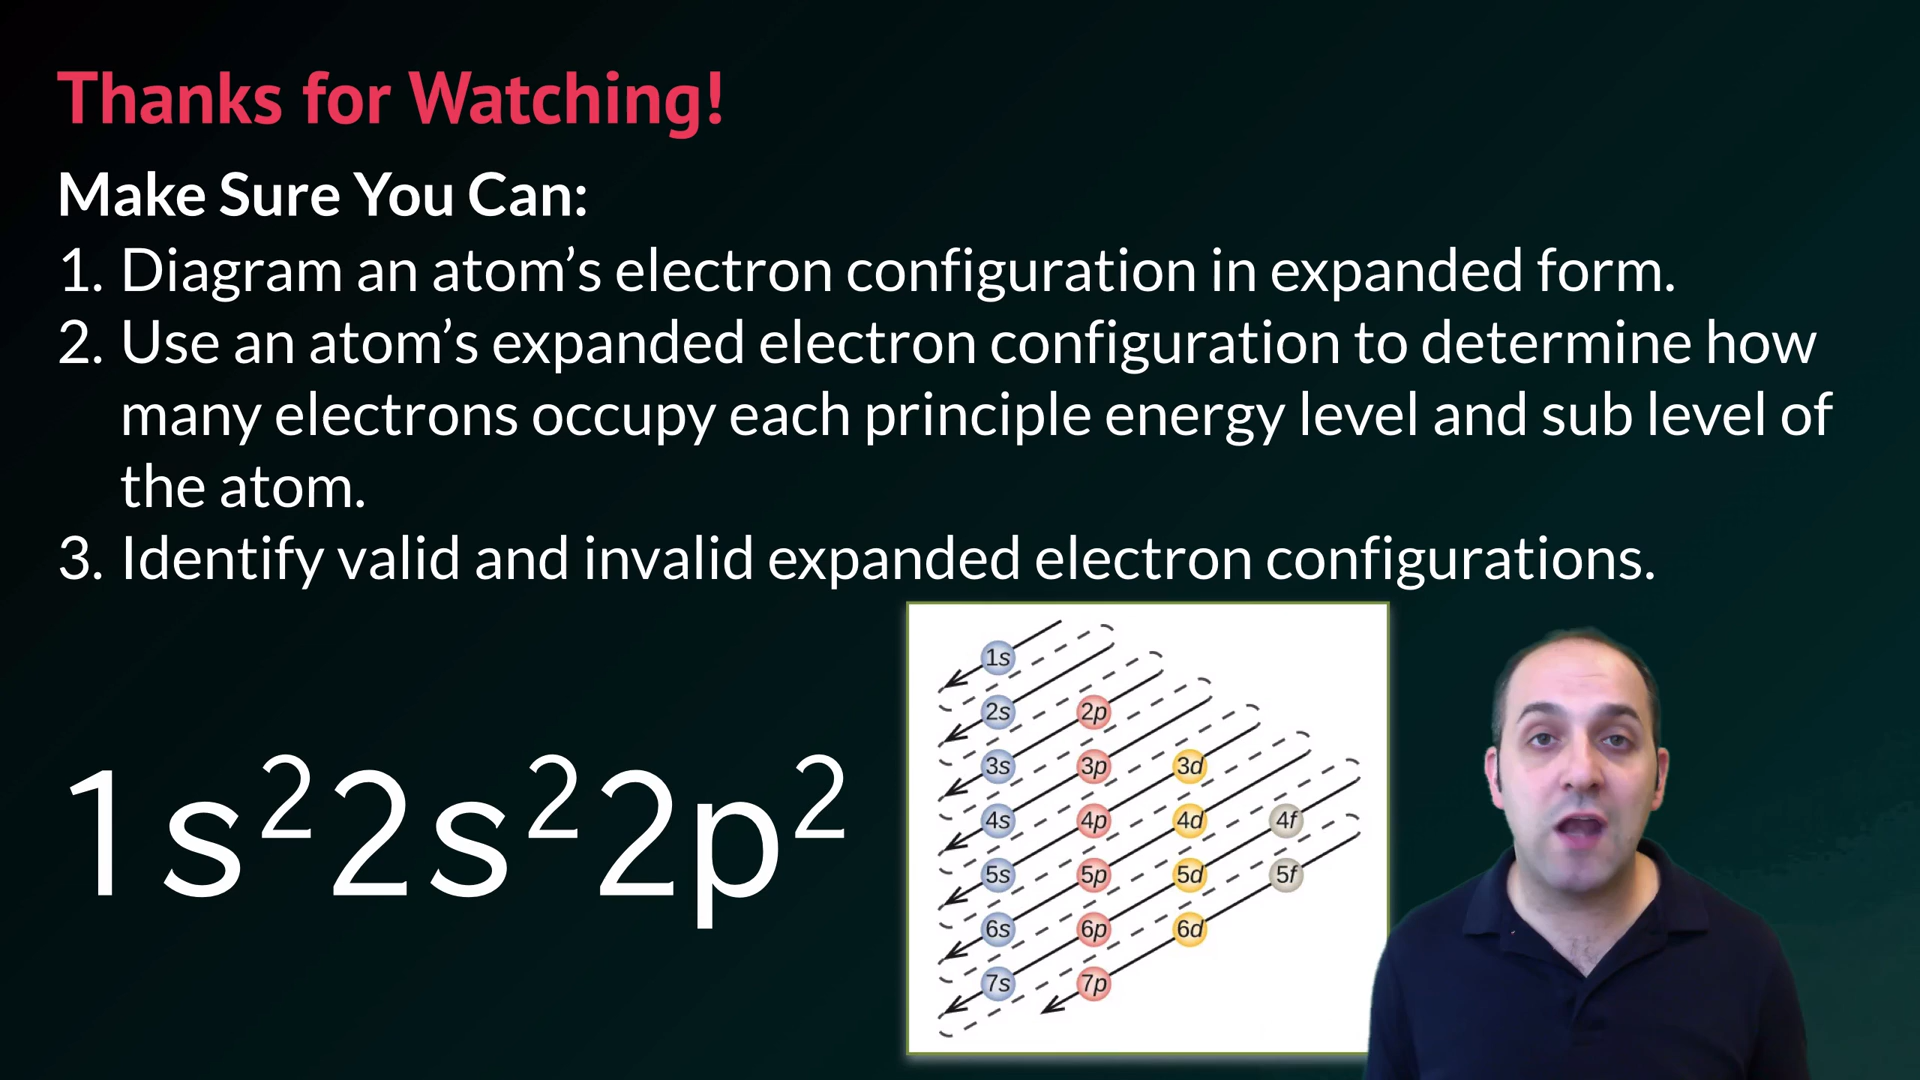 Thanks for Watching!
Make Sure You Can:
1. Diagram an atom’s electron configuration in expanded form.
2. Use an atom’s expanded electron configuration to determine how
many electrons occupy each principle energy level and sub level of
the atom.
3. Identify valid and invalid expanded electron configurations.
1s²2s²2p²
1s
2s 2p
3s 3p 3d
4s 4p 4d 4f
5s 5p 5d 5f
6s 6p 6d
7s 7p